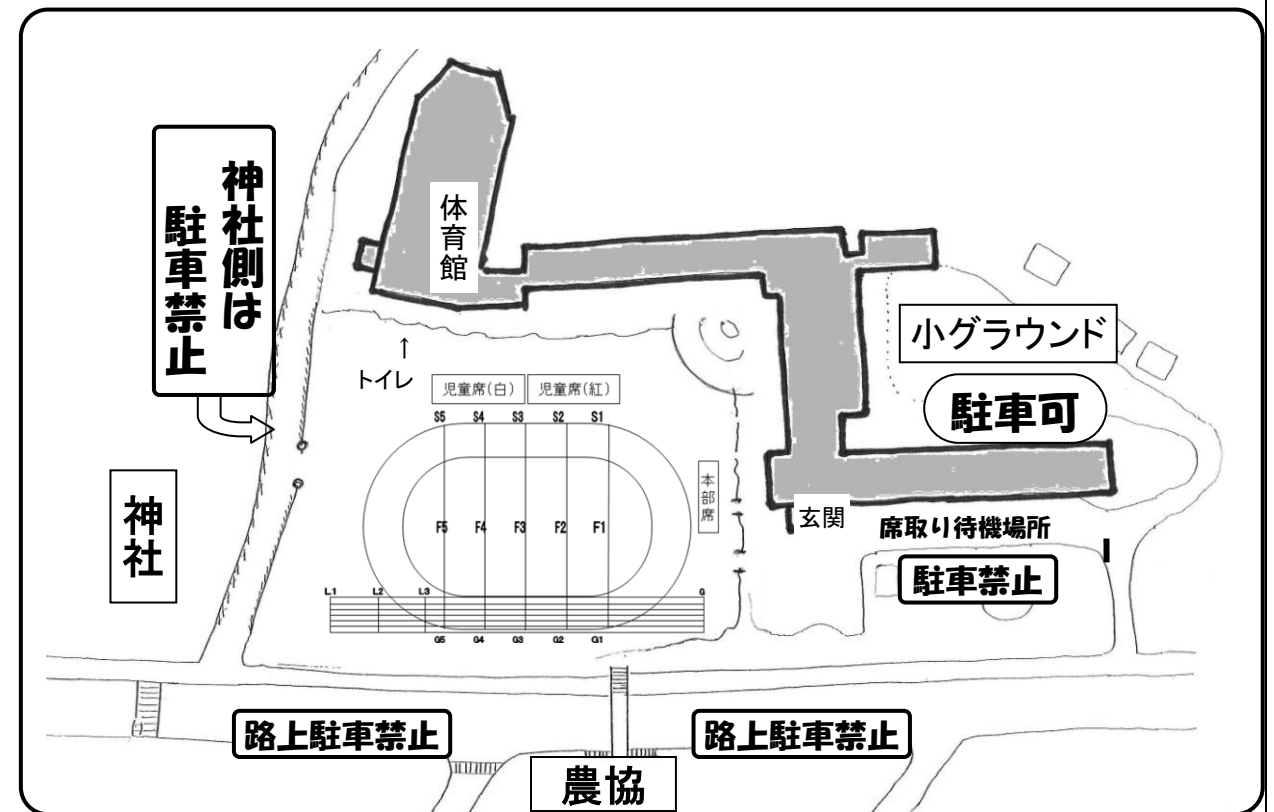 体育館
神社側は
駐車禁止
小グラウンド
駐車可
↑
トイレ
児童席(白)
児童席(紅)
S5 S4 S3 S2 S1
本部席
神社
F5 F4 F3 F2 F1
玄関
席取り待機場所
駐車禁止
L1 L2 L3 G
G5 G4 G3 G2 G1
路上駐車禁止
路上駐車禁止
農協